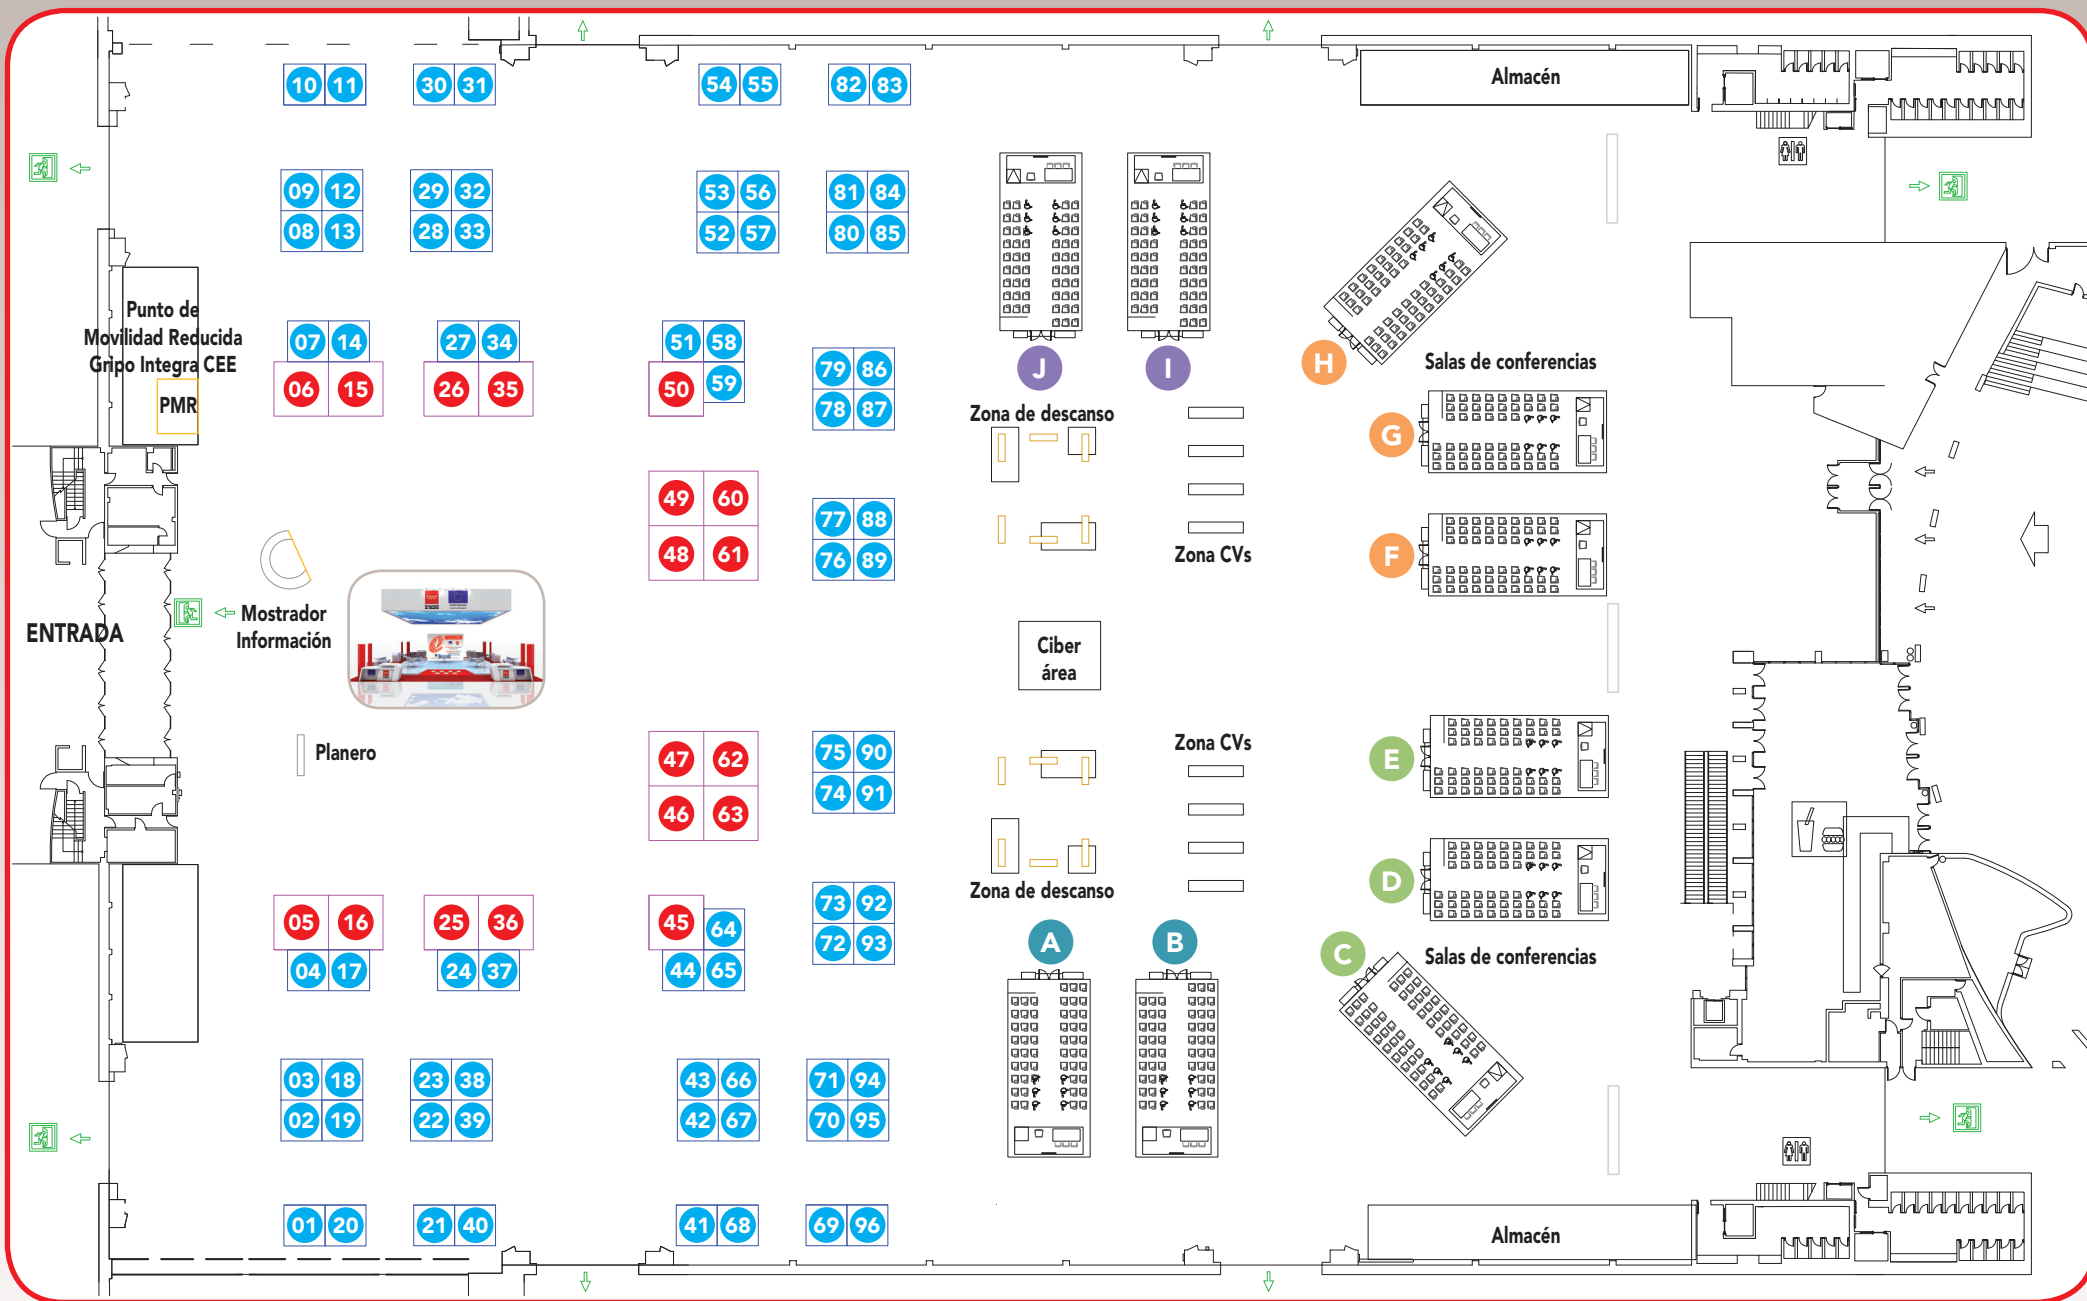 10 11 30 31 54 55 82 83
Almacén
09 12 29 32 53 56 81 84
08 13 28 33 52 57 80 85
Punto de
Movilidad Reducida
Gripo Integra CEE
PMR
07 14 27 34 51 58
06 15 26 35 50 59
79 86
78 87
J I H
Salas de conferencias
Zona de descanso
G
49 60 77 88
48 61 76 89
Zona CVs
F
Mostrador
Información
ENTRADA
Ciber
área
Planero
47 62 75 90
46 63 74 91
Zona CVs
E
D
Zona de descanso
05 16 25 36 45 64
04 17 24 37 44 65
73 92
72 93
A B C
Salas de conferencias
03 18 23 38 43 66 71 94
02 19 22 39 42 67 70 95
01 20 21 40 41 68 69 96
Almacén